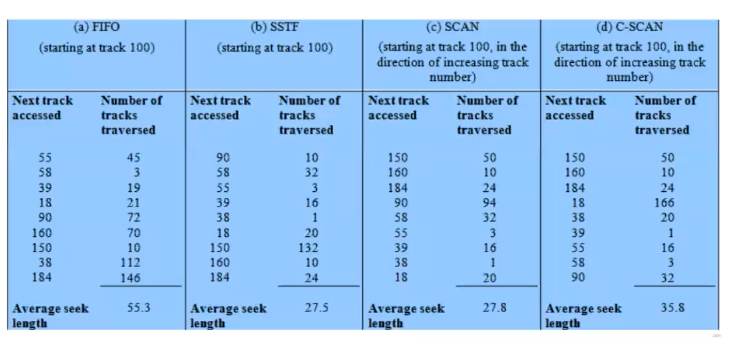 (a) FIFO (b) SSTF (c) SCAN (d) C-SCAN
(starting at track 100) (starting at track 100) (starting at track 100, in the direction of increasing track number) (starting at track 100, in the direction of increasing track number)
Next track accessed Number of tracks traversed Next track accessed Number of tracks traversed Next track accessed Number of tracks traversed Next track accessed Number of tracks traversed
55 45 90 10 150 50 150 50
58 3 58 32 160 10 160 10
39 19 55 3 184 24 184 24
18 21 39 16 90 94 18 166
90 72 38 1 58 32 38 20
160 70 18 20 55 3 39 1
150 10 150 132 39 16 55 16
38 112 160 10 38 1 58 3
184 146 184 24 18 20 90 32
Average seek length 55.3 Average seek length 27.5 Average seek length 27.8 Average seek length 35.8